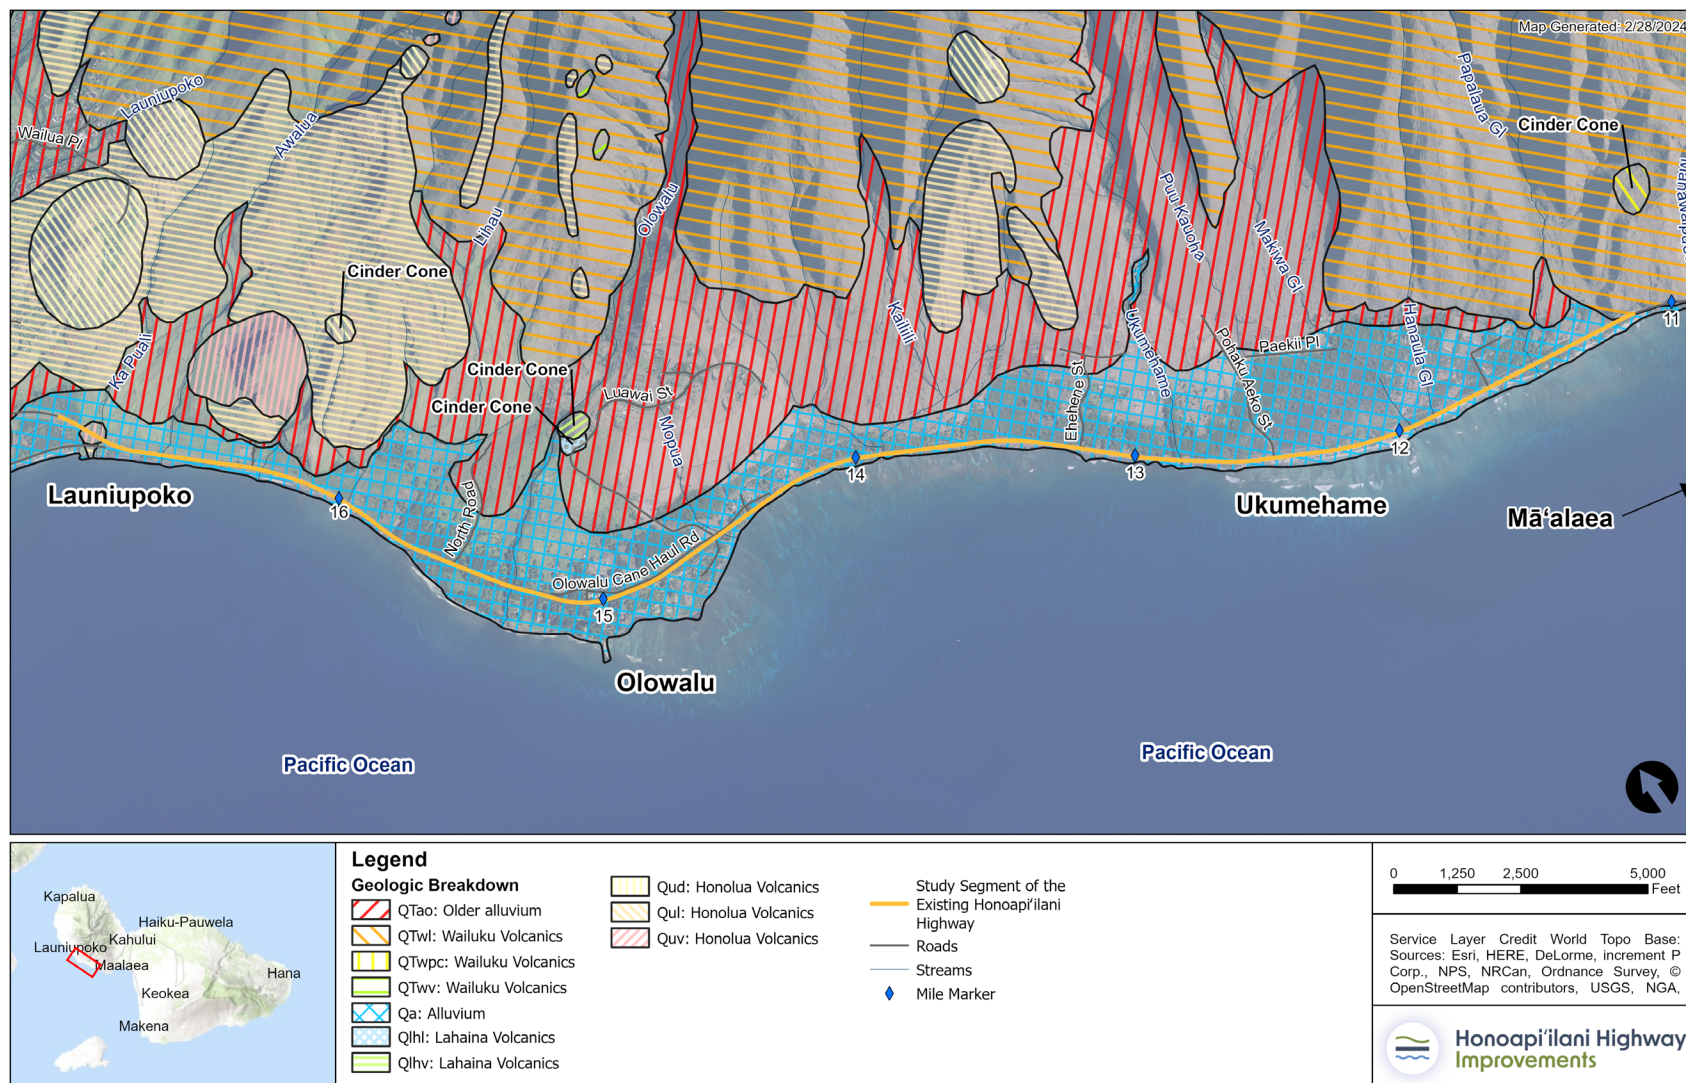 Map Generated: 2/28/2024
Launiupoko
Wailua Pl
Awalua
Lihau
Olowalu
Puu Kauoha
Makiwa Gl
Papalaua Gl
Cinder Cone
Cinder Cone
Ka Puali
Kailiili
Ukumehame
Hanaula Gl
11
Pohaku Aeko St
Paekii Pl
Ehehene St
Cinder Cone
Luawai St
Cinder Cone
Mopua
12
13
14
Launiupoko
16
North Road
Ukumehame
Mā‘alaea
Olowalu Cane Haul Rd
15
Olowalu
Pacific Ocean
Pacific Ocean
Kapalua
Haiku-Pauwela
Kahului
Launiupoko
Maalaea
Hana
Keokea
Makena
Legend
Geologic Breakdown
QTao: Older alluvium
QTwl: Wailuku Volcanics
QTwpc: Wailuku Volcanics
QTwv: Wailuku Volcanics
Qa: Alluvium
Qlhl: Lahaina Volcanics
Qlhv: Lahaina Volcanics
Qud: Honolua Volcanics
Qul: Honolua Volcanics
Quv: Honolua Volcanics
Study Segment of the
Existing Honoapi‘ilani
Highway
Roads
Streams
Mile Marker
0 1,250 2,500 5,000
Feet
Service Layer Credit World Topo Base:
Sources: Esri, HERE, DeLorme, increment P
Corp., NPS, NRCan, Ordnance Survey, ©
OpenStreetMap contributors, USGS, NGA,
Honoapi‘ilani Highway
Improvements